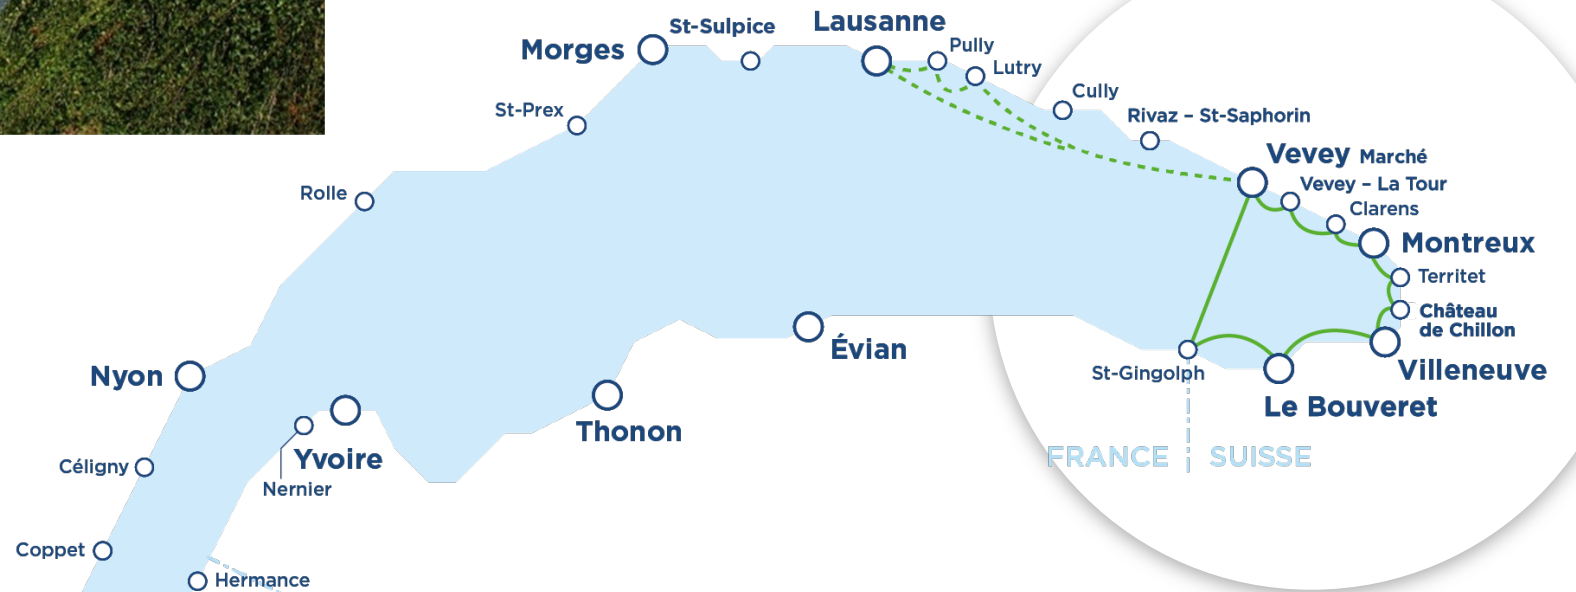 Lausanne
St-Sulpice
Morges
Pully
Lutry
Cully
St-Prex
Rivaz – St-Saphorin
Vevey Marché
Vevey – La Tour
Rolle
Clarens
Montreux
Territet
Château
de Chillon
Évian
Villeneuve
St-Gingolph
Nyon
Le Bouveret
Thonon
Yvoire
FRANCE
SUISSE
Céligny
Nernier
Coppet
Hermance